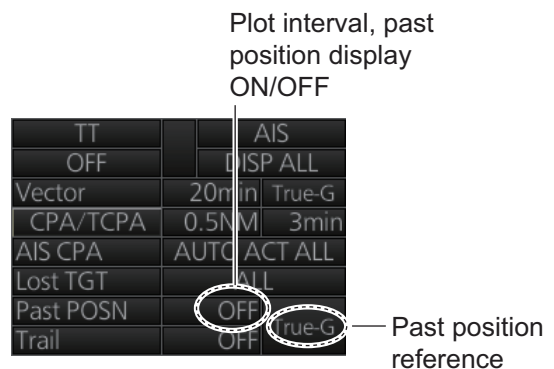 Plot interval, past
position display
ON/OFF
TT AIS
OFF DISP ALL
Vector 20min True-G
CPA/TCPA 0.5NM 3min
AIS CPA AUTO ACT ALL
Lost TGT ALL
Past POSN OFF True-G
Trail OFF
Past position
reference